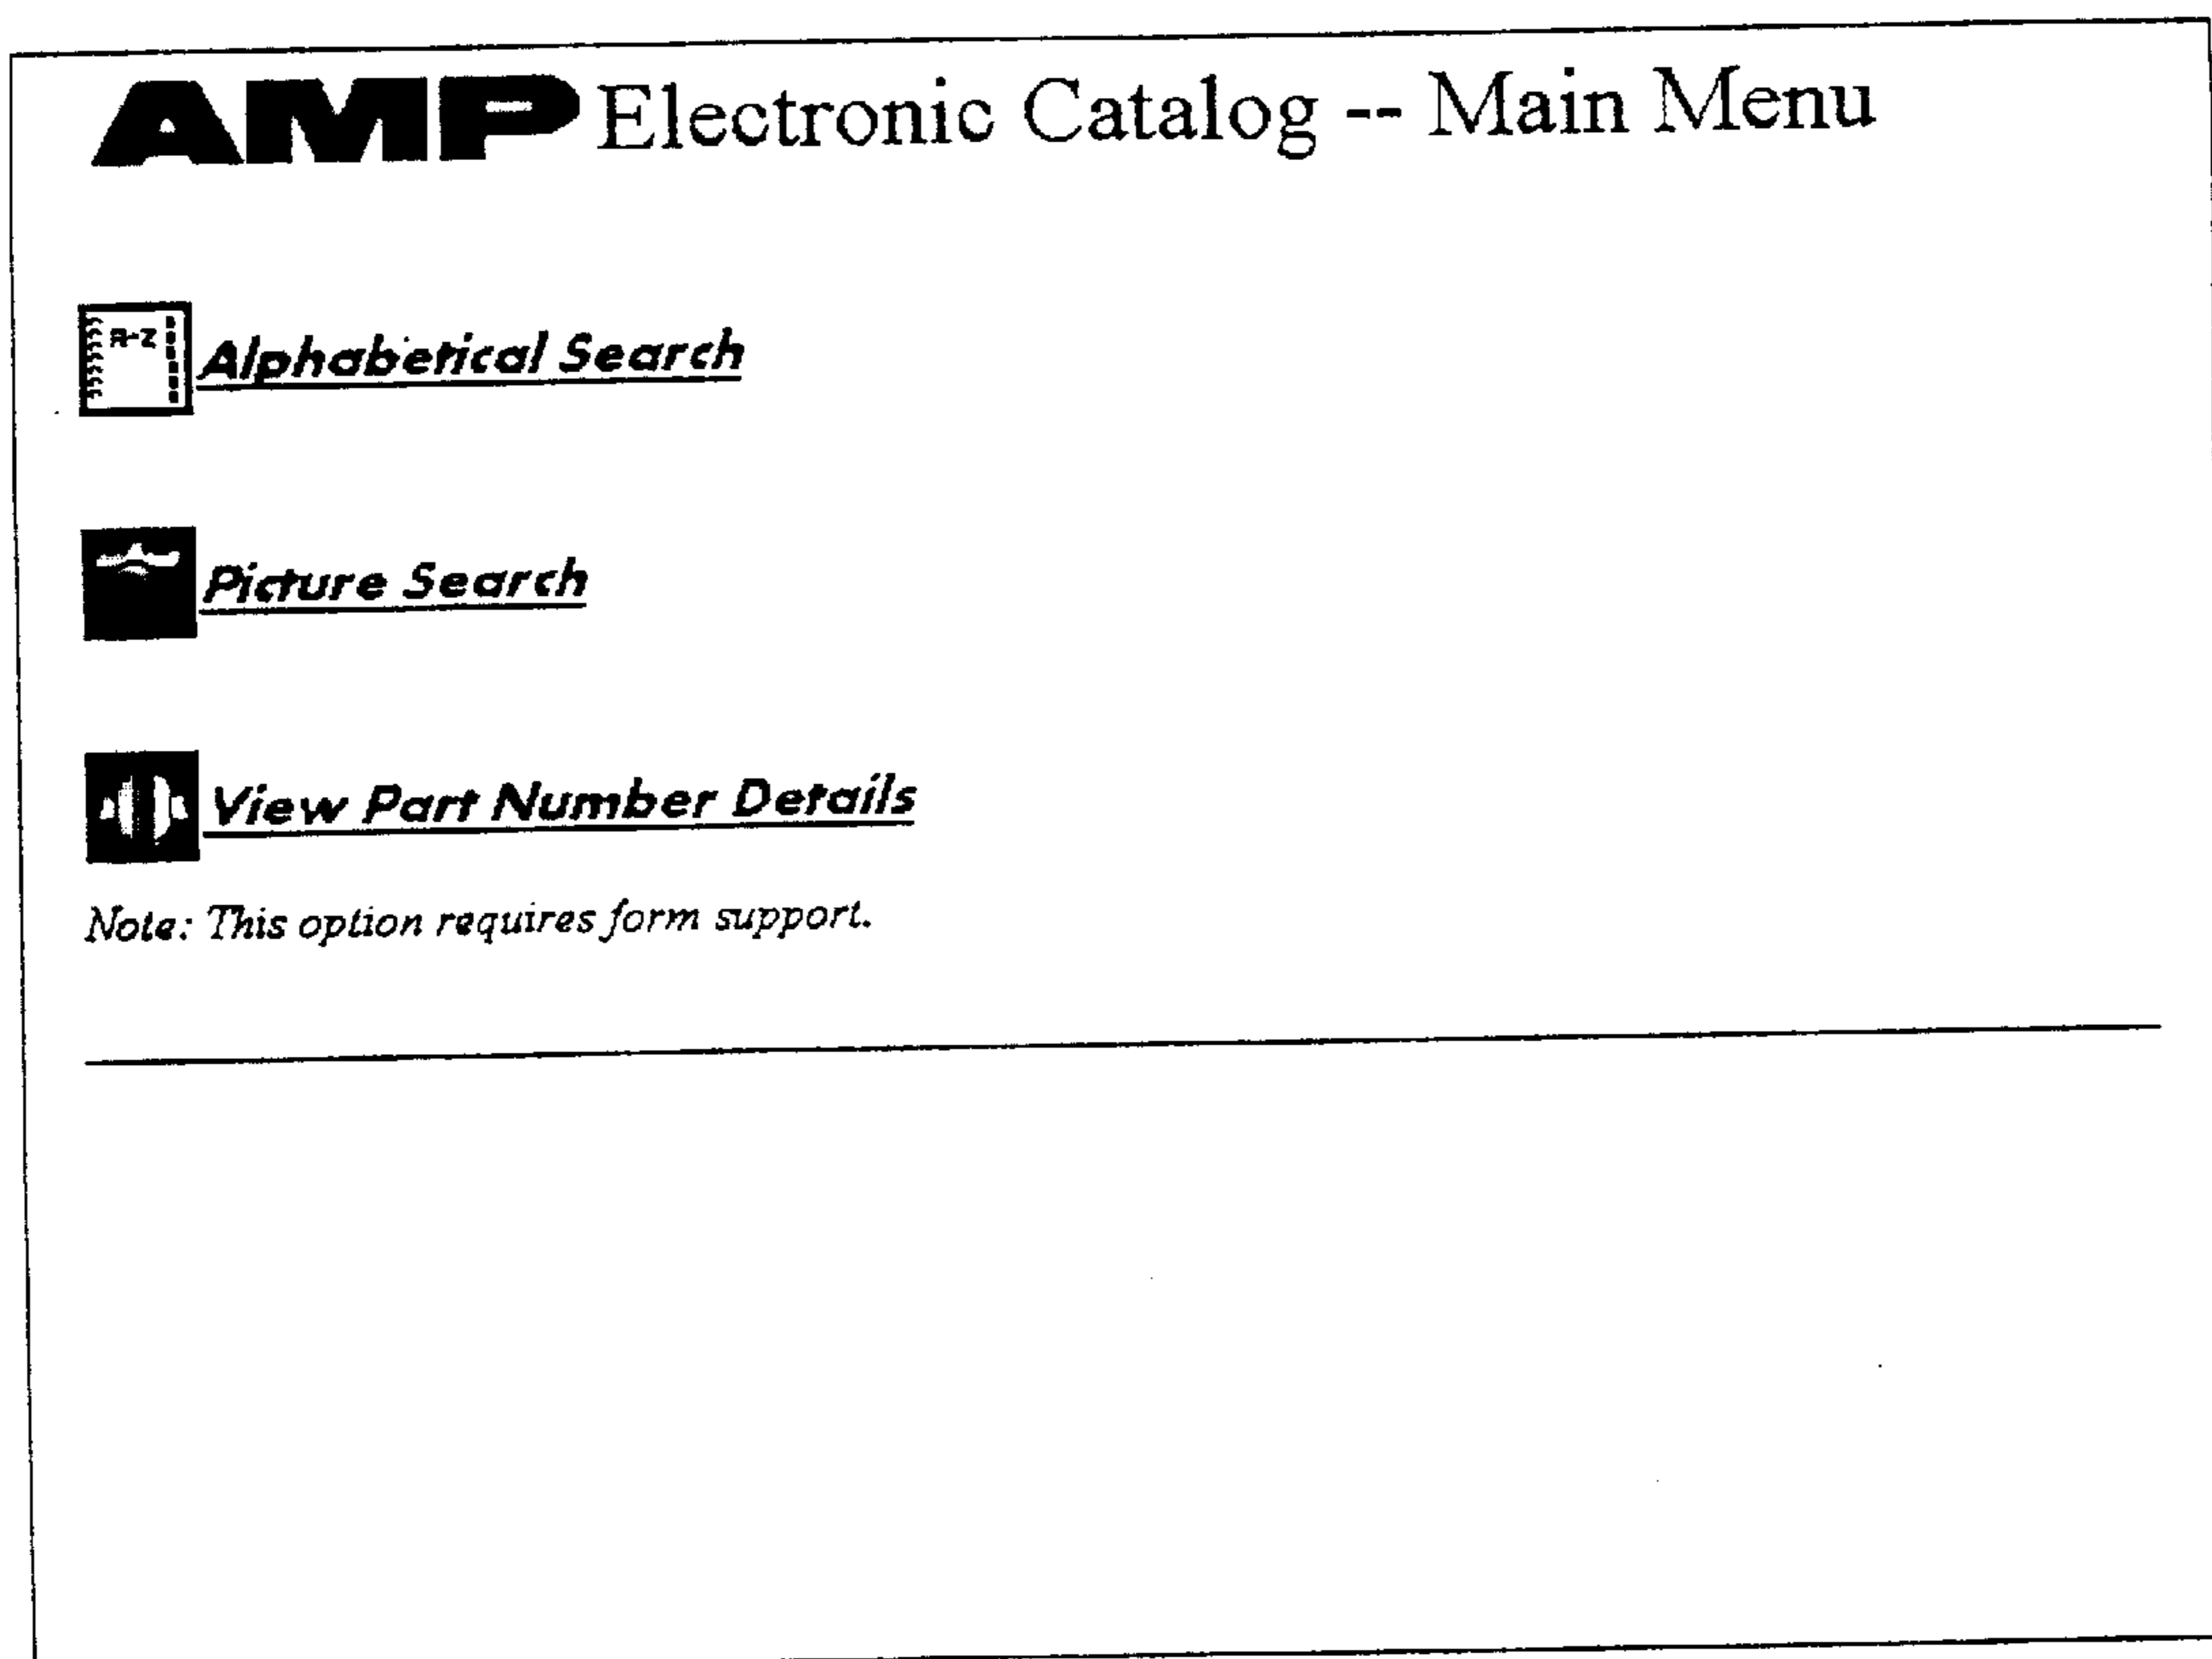 AMP Electronic Catalog -- Main Menu
A-Z
Alphabetical Search
Picture Search
View Part Number Details
Note: This option requires form support.